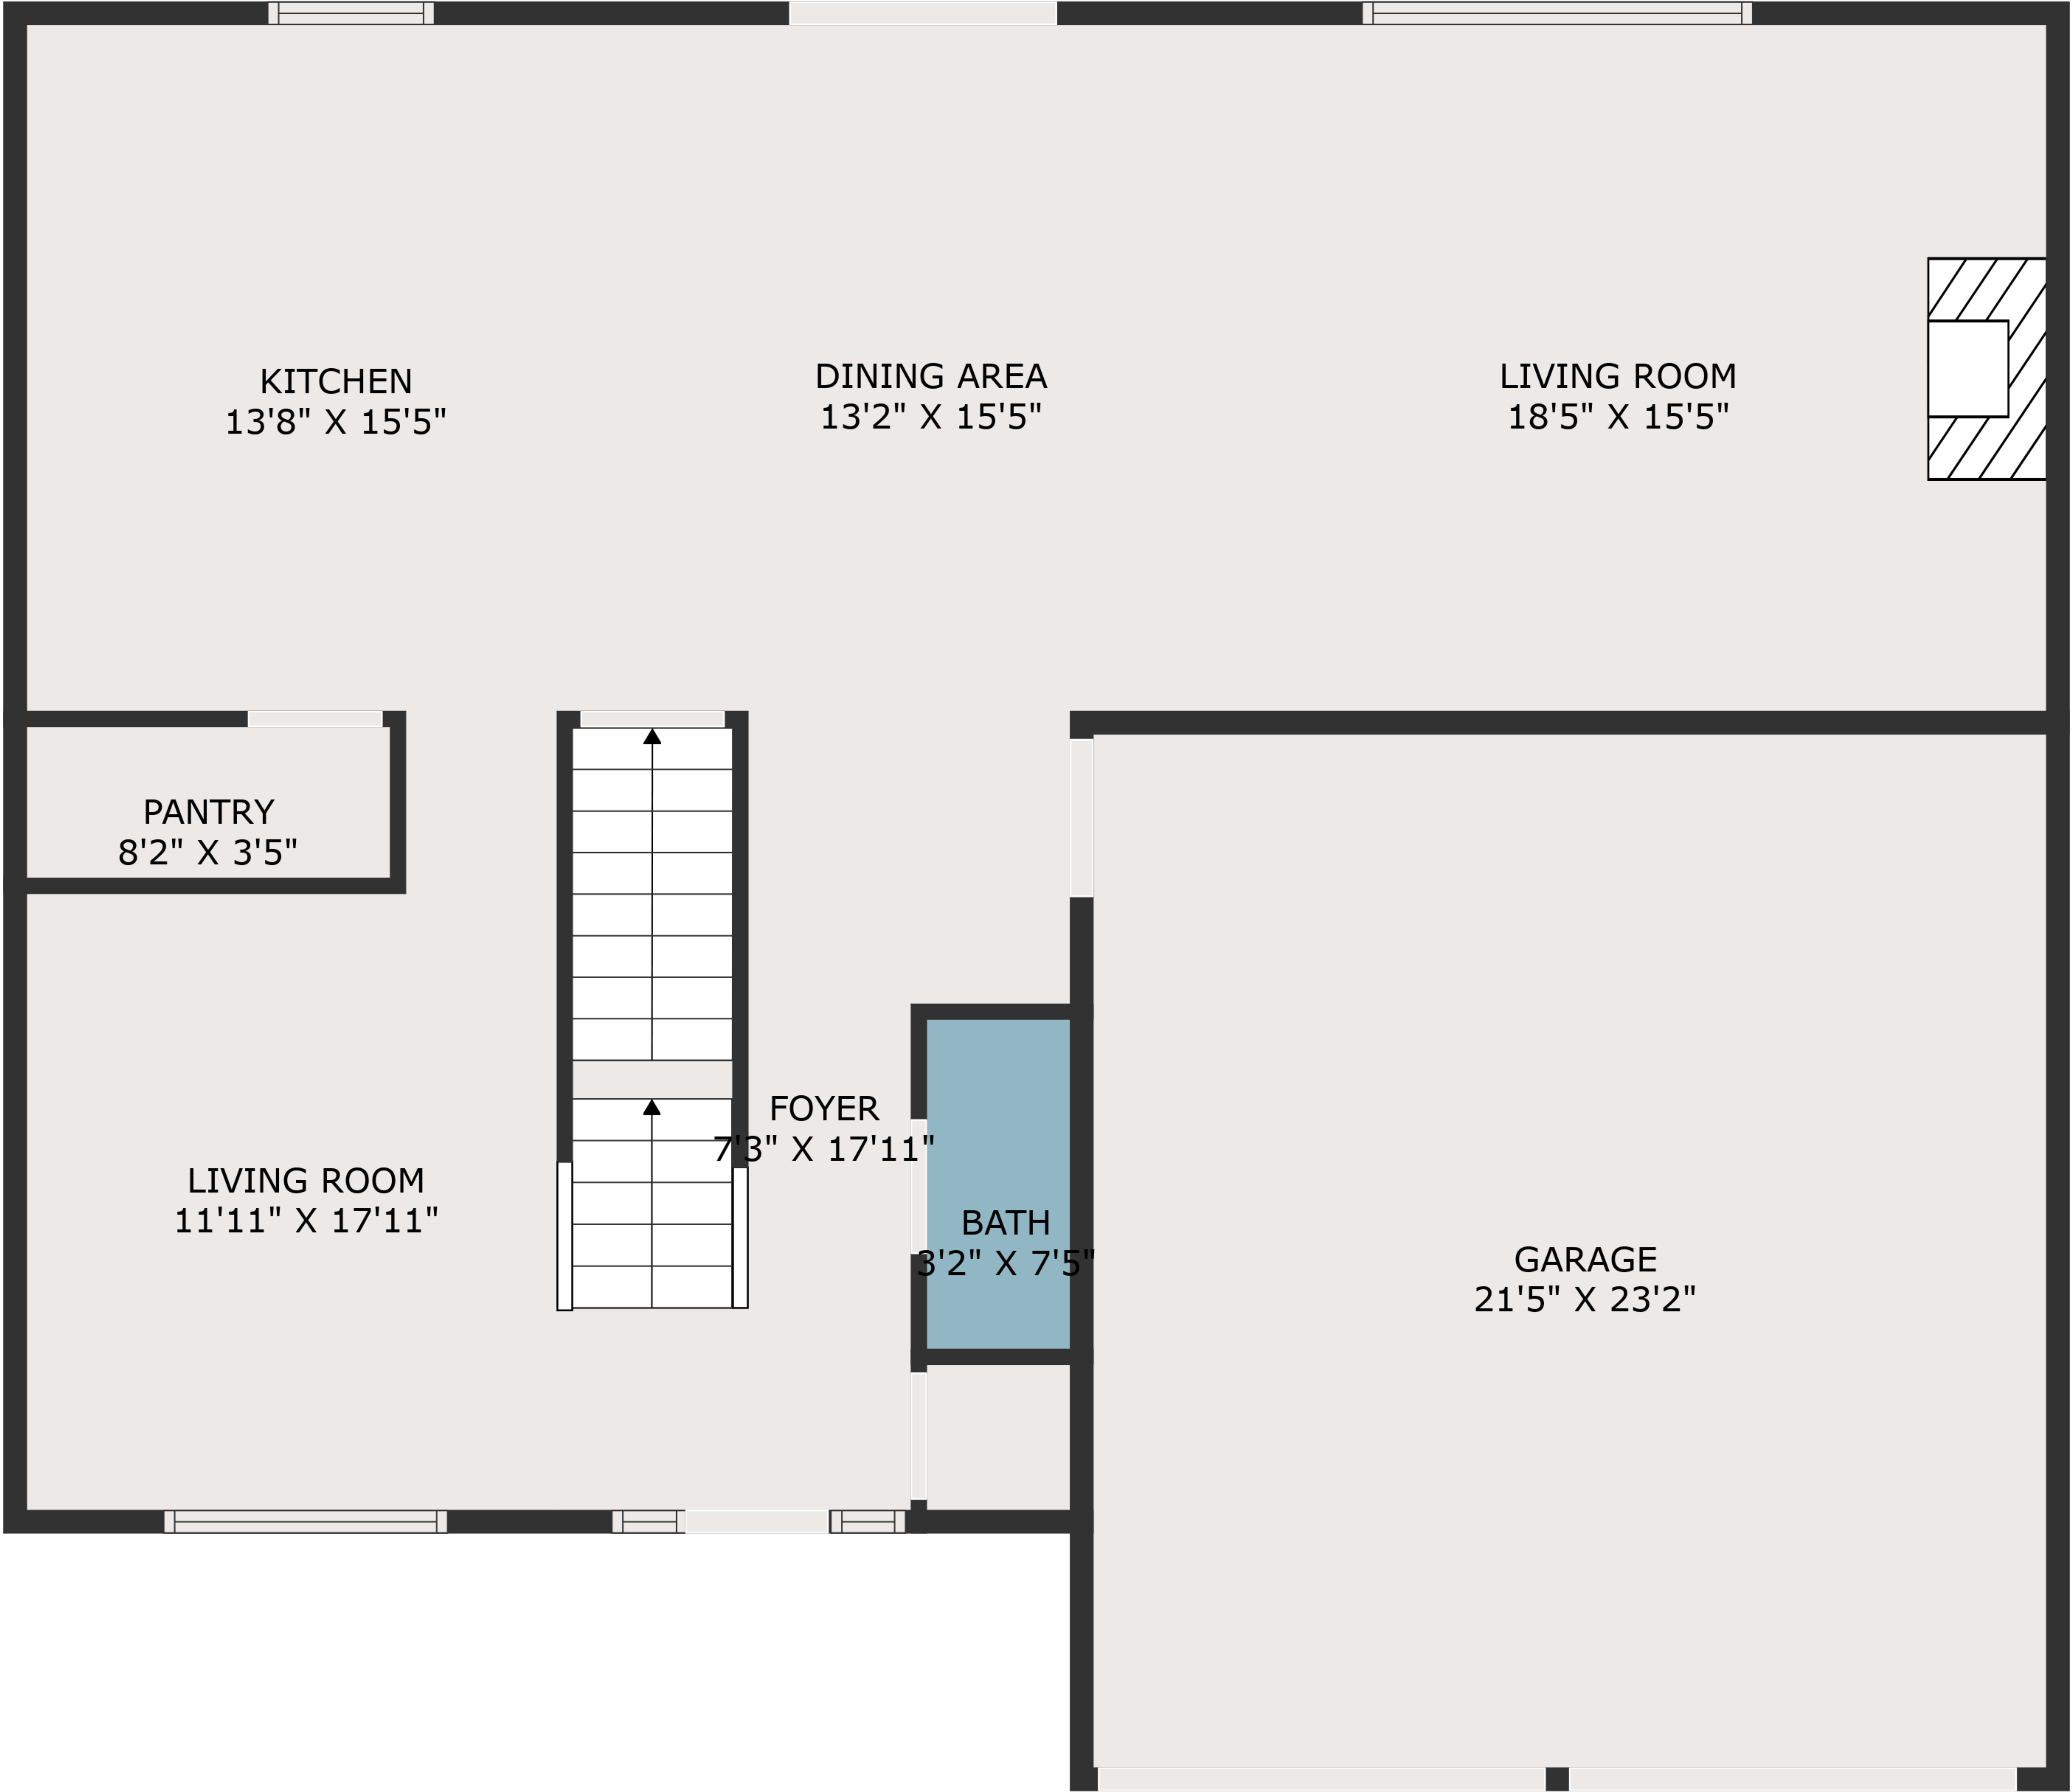 KITCHEN
13'8" X 15'5"
DINING AREA
13'2" X 15'5"
LIVING ROOM
18'5" X 15'5"
PANTRY
8'2" X 3'5"
FOYER
7'3" X 17'11"
LIVING ROOM
11'11" X 17'11"
BATH
3'2" X 7'5"
GARAGE
21'5" X 23'2"